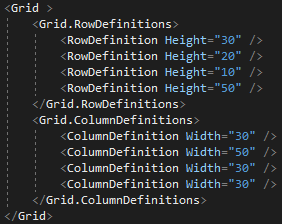 <Grid >
<Grid.RowDefinitions>
<RowDefinition Height="30" />
<RowDefinition Height="20" />
<RowDefinition Height="10" />
<RowDefinition Height="50" />
</Grid.RowDefinitions>
<Grid.ColumnDefinitions>
<ColumnDefinition Width="30" />
<ColumnDefinition Width="50" />
<ColumnDefinition Width="30" />
<ColumnDefinition Width="30" />
</Grid.ColumnDefinitions>
</Grid>